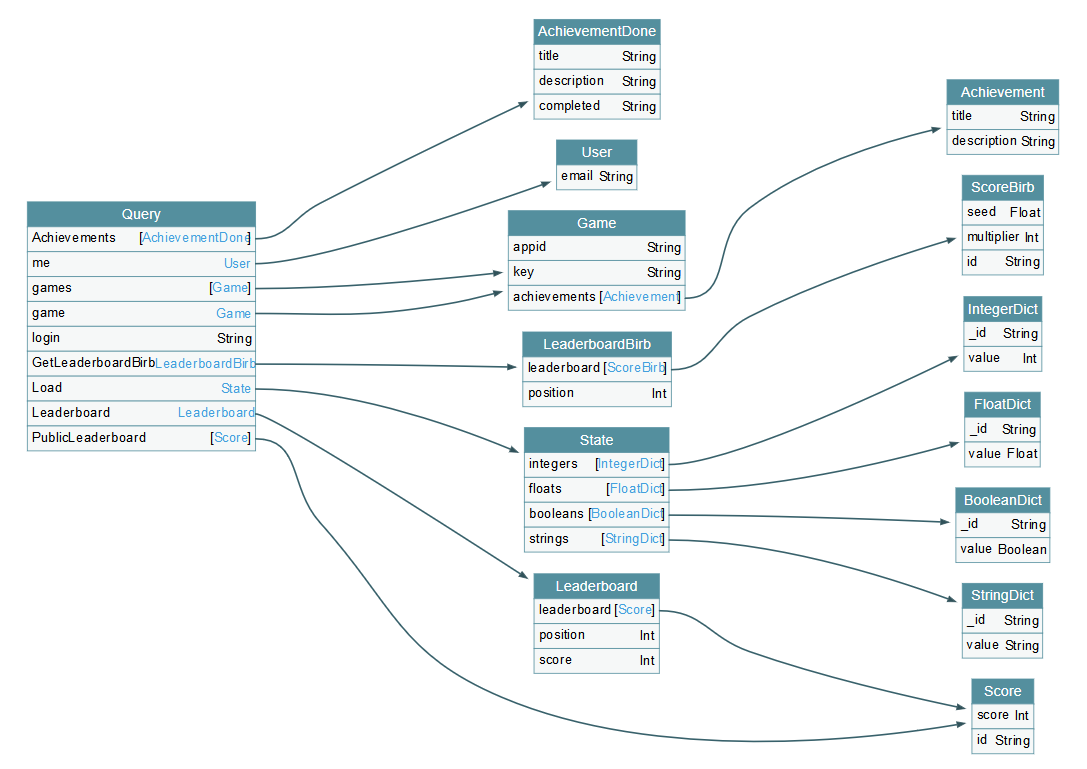 Query
Achievements [AchievementDone]
me User
games [Game]
game Game
login String
GetLeaderboardBirb LeaderboardBirb
Load State
Leaderboard Leaderboard
PublicLeaderboard [Score]
AchievementDone
title String
description String
completed String
User
email String
Game
appid String
key String
achievements [Achievement]
LeaderboardBirb
leaderboard [ScoreBirb]
position Int
State
integers [IntegerDict]
floats [FloatDict]
booleans [BooleanDict]
strings [StringDict]
Leaderboard
leaderboard [Score]
position Int
score Int
Achievement
title String
description String
ScoreBirb
seed Float
multiplier Int
id String
IntegerDict
_id String
value Int
FloatDict
_id String
value Float
BooleanDict
_id String
value Boolean
StringDict
_id String
value String
Score
score Int
id String